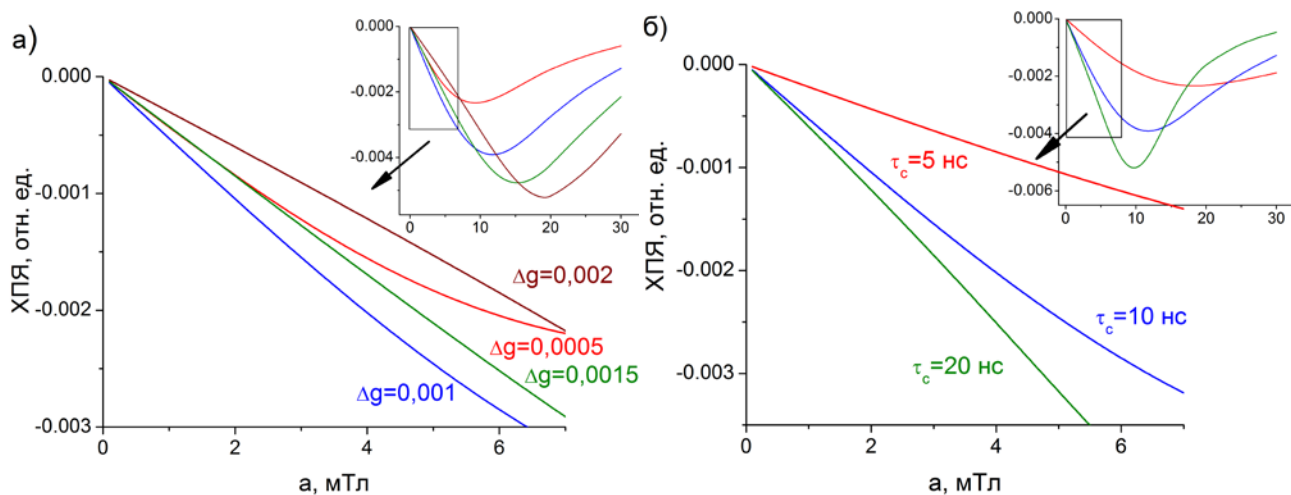 а)
ХПЯ, отн. ед.
0.000
-0.001
-0.002
-0.003
0 2 4 6
а, мТл
Δg=0,002
Δg=0,0005
Δg=0,0015
Δg=0,001
0.000
-0.002
-0.004
0 10 20 30
б)
ХПЯ, отн. ед.
0.000
-0.001
-0.002
-0.003
0 2 4 6
а, мТл
τc=5 нс
τc=10 нс
τc=20 нс
0.000
-0.002
-0.004
-0.006
0 10 20 30